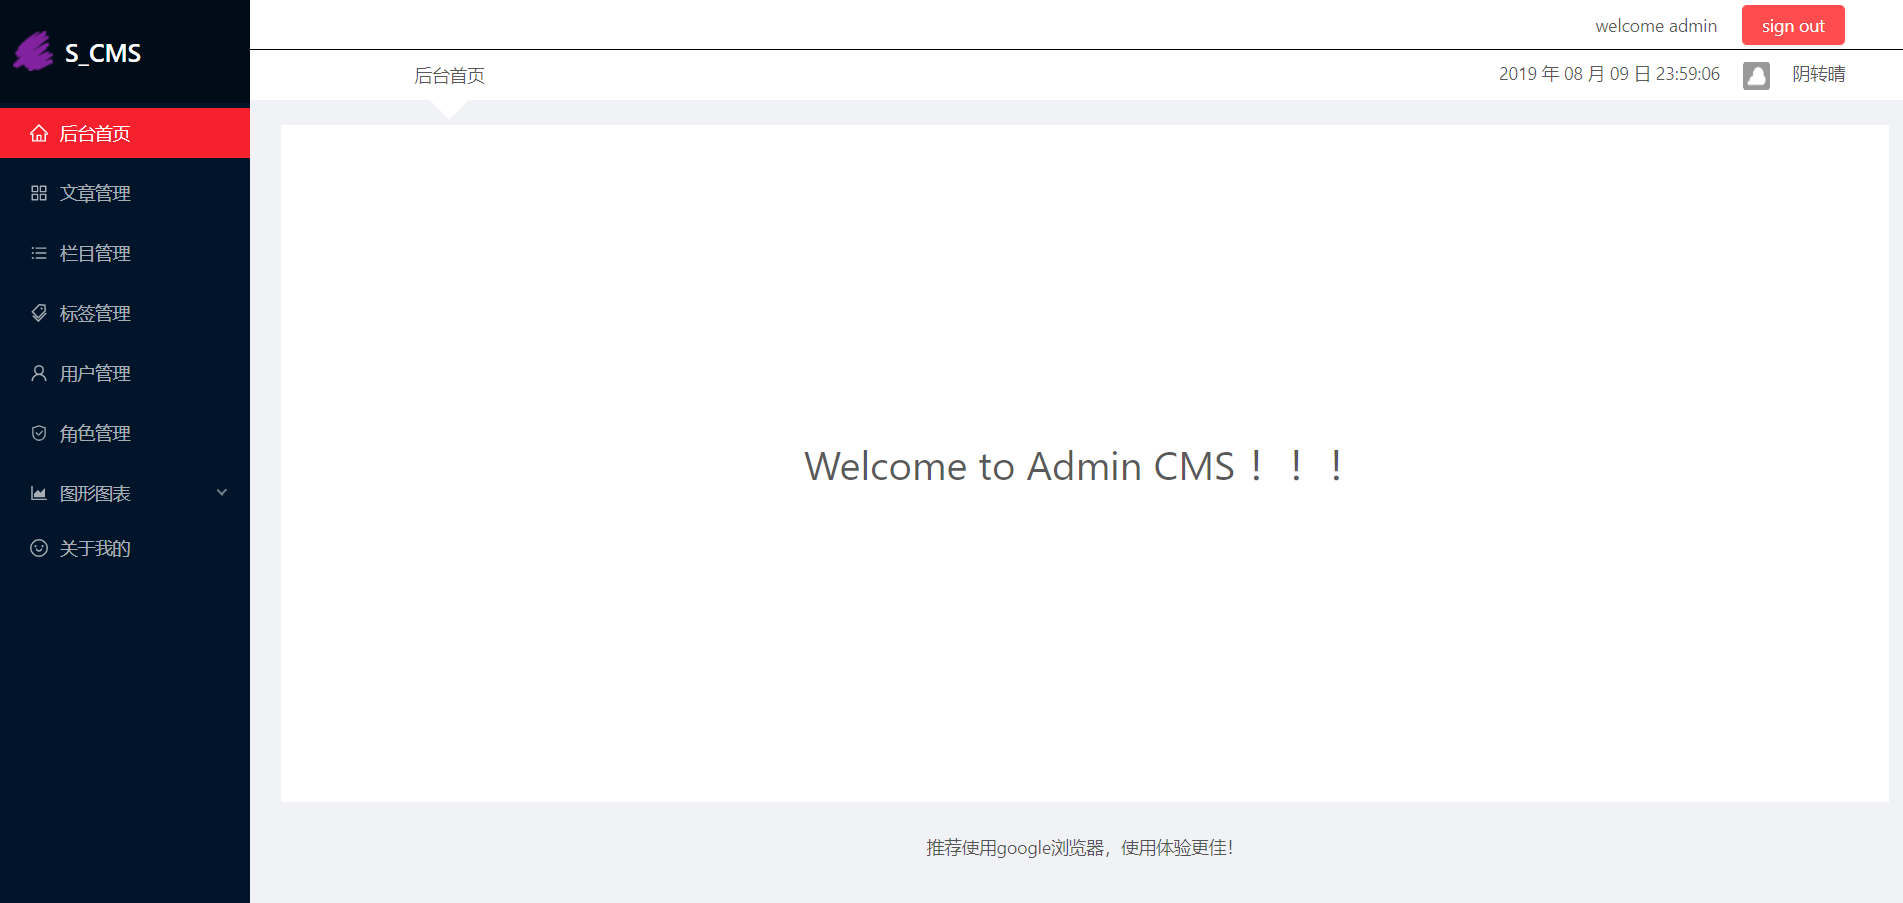 S_CMS
后台首页
文章管理
栏目管理
标签管理
用户管理
角色管理
图形图表
关于我的
welcome admin
sign out
后台首页
2019 年 08 月 09 日 23:59:06
阴转晴
Welcome to Admin CMS！！！
推荐使用google浏览器，使用体验更佳！